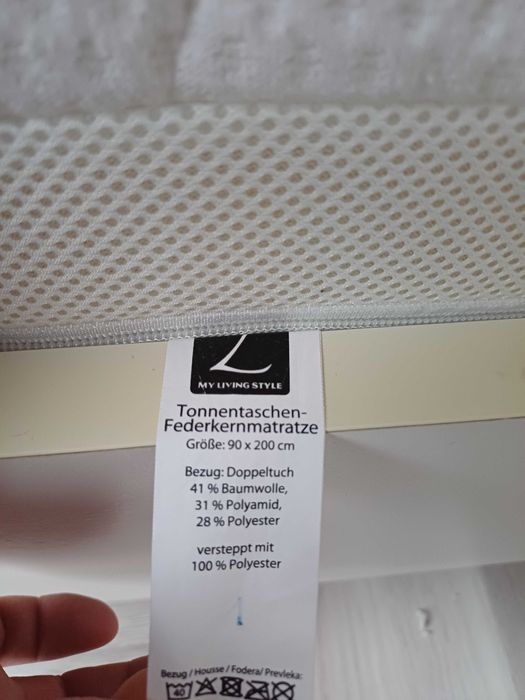 L
MY LIVING STYLE
Tonnentaschen-
Federkernmatratze
Größe: 90 x 200 cm
Bezug: Doppeltuch
41 % Baumwolle,
31 % Polyamid,
28 % Polyester
versteppt mit
100 % Polyester
Bezug / Housse / Fodera/ Prevleka:
40